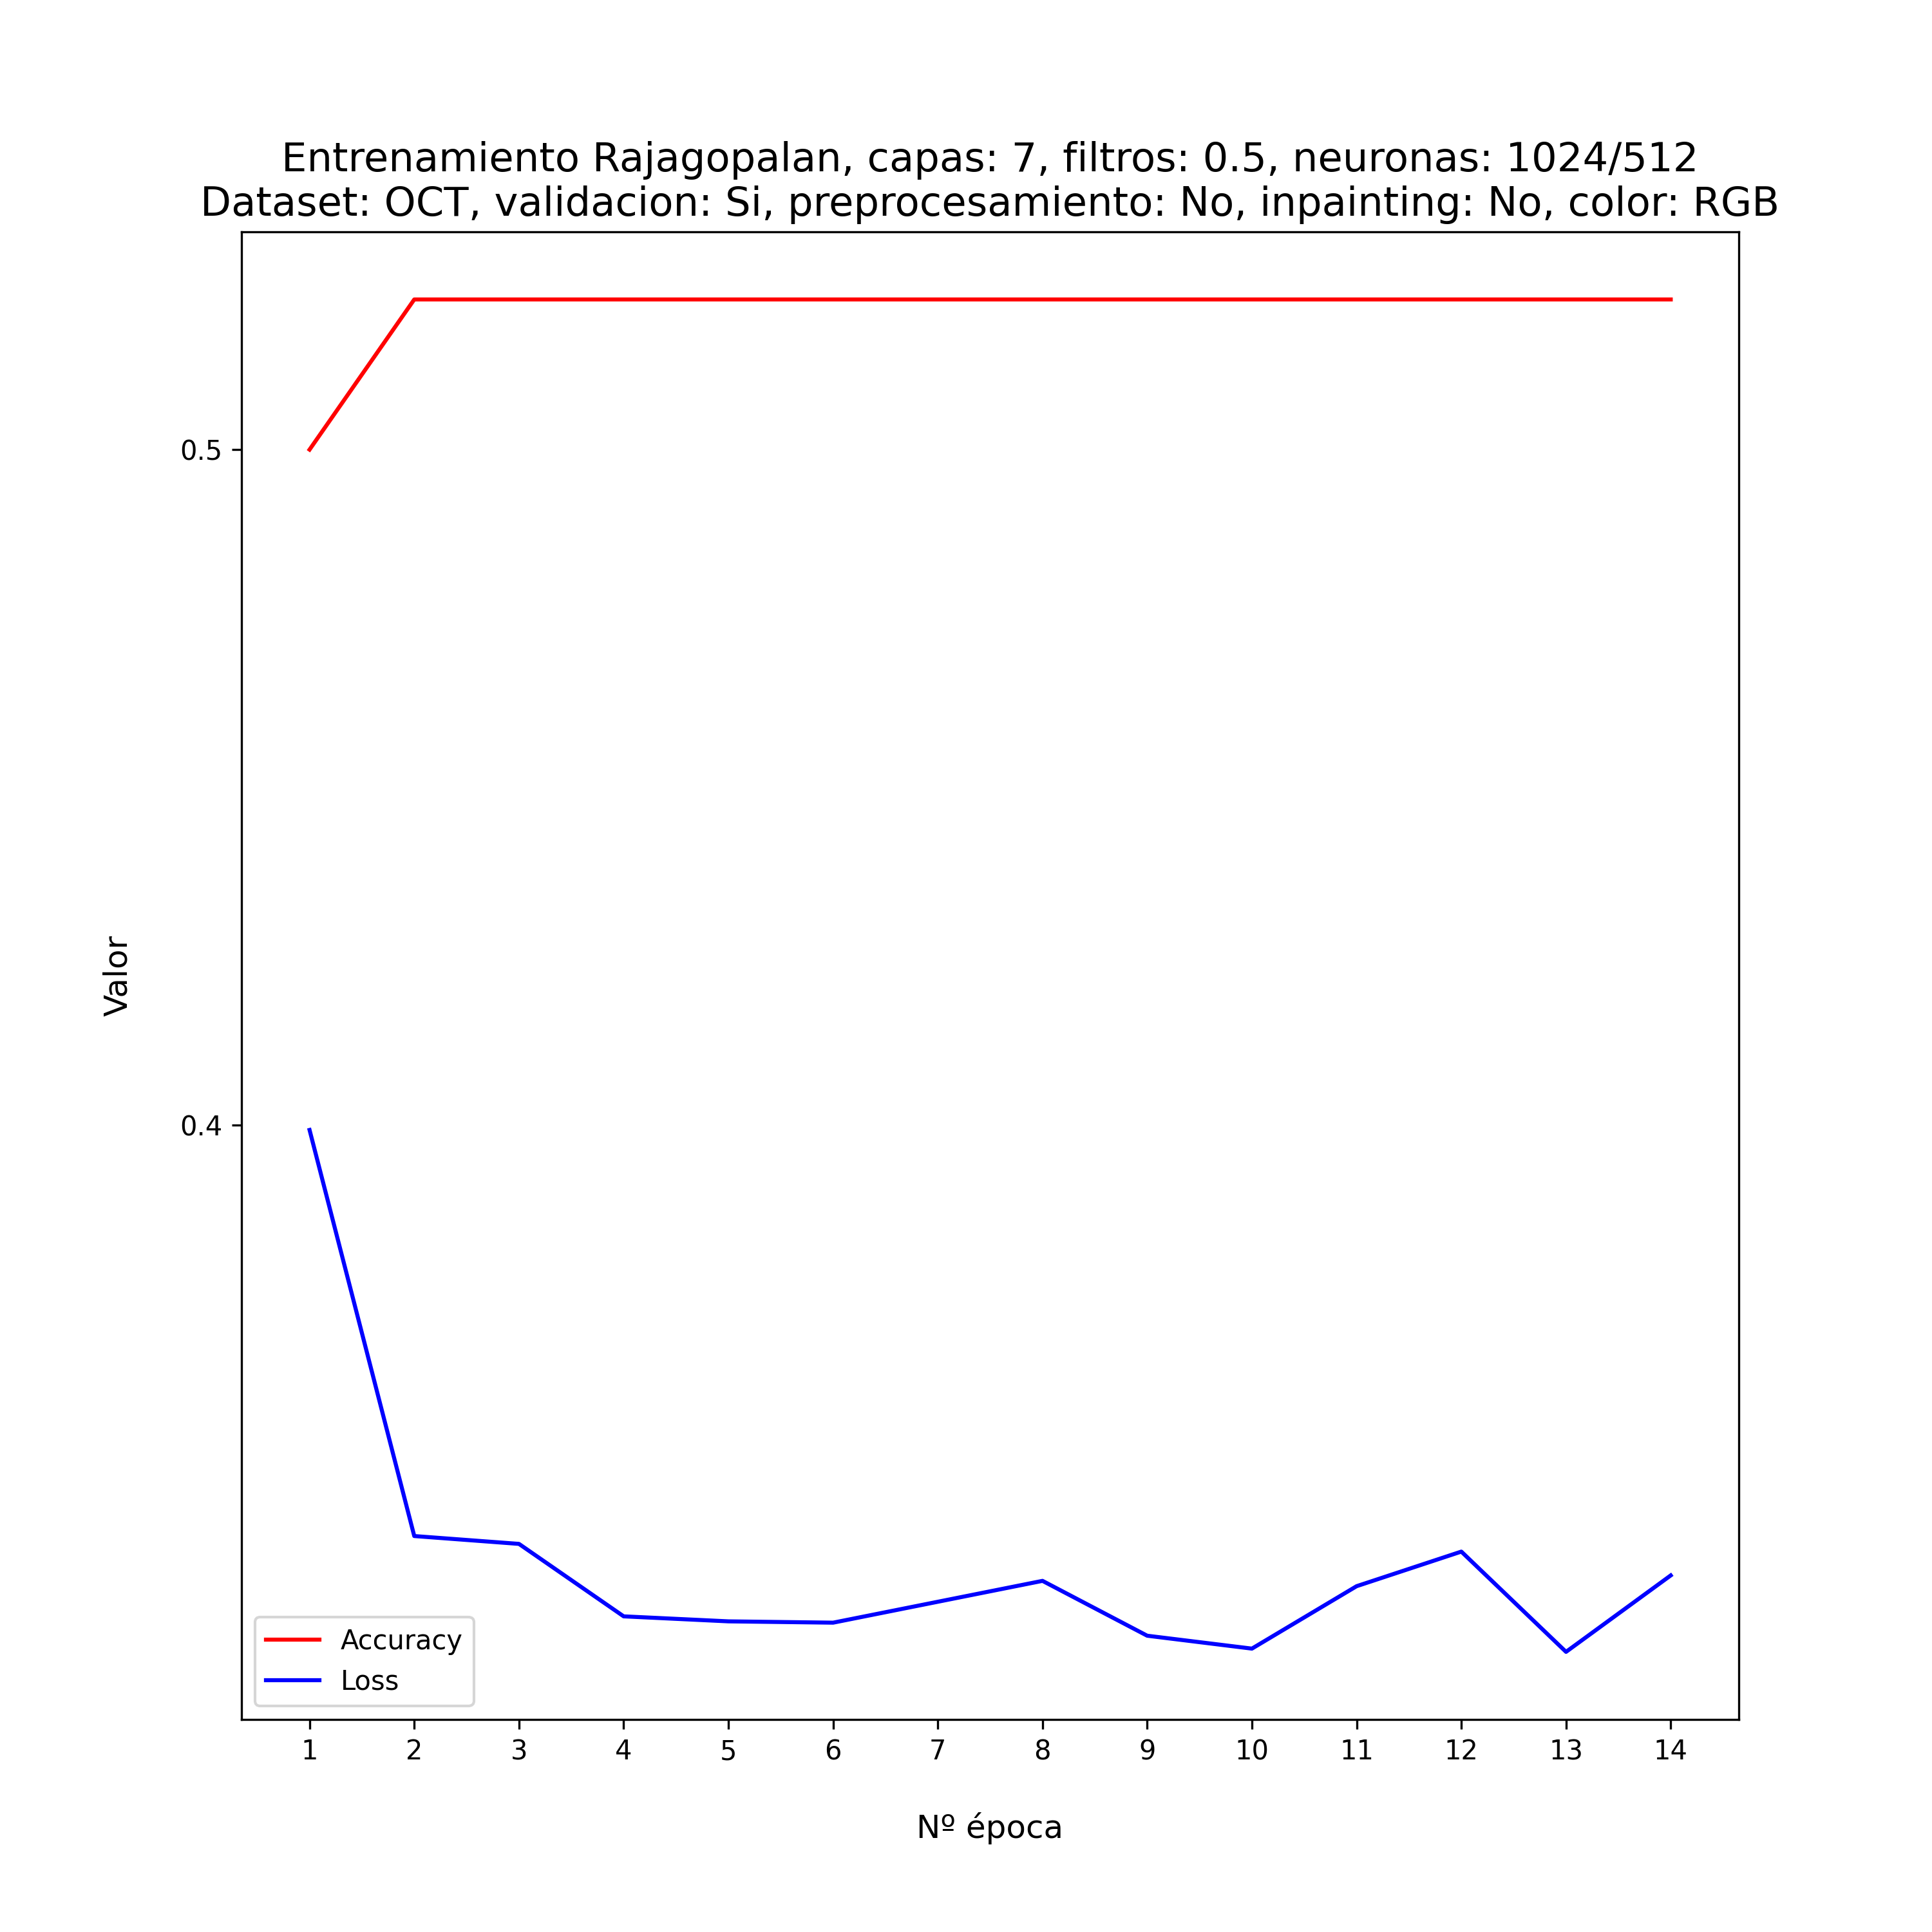 Entrenamiento Rajagopalan, capas: 7, filtros: 0.5, neuronas: 1024/512
Dataset: OCT, validacion: Si, preprocesamiento: No, inpainting: No, color: RGB
0.5
0.4
Valor
Accuracy
Loss
1 2 3 4 5 6 7 8 9 10 11 12 13 14
Nº época